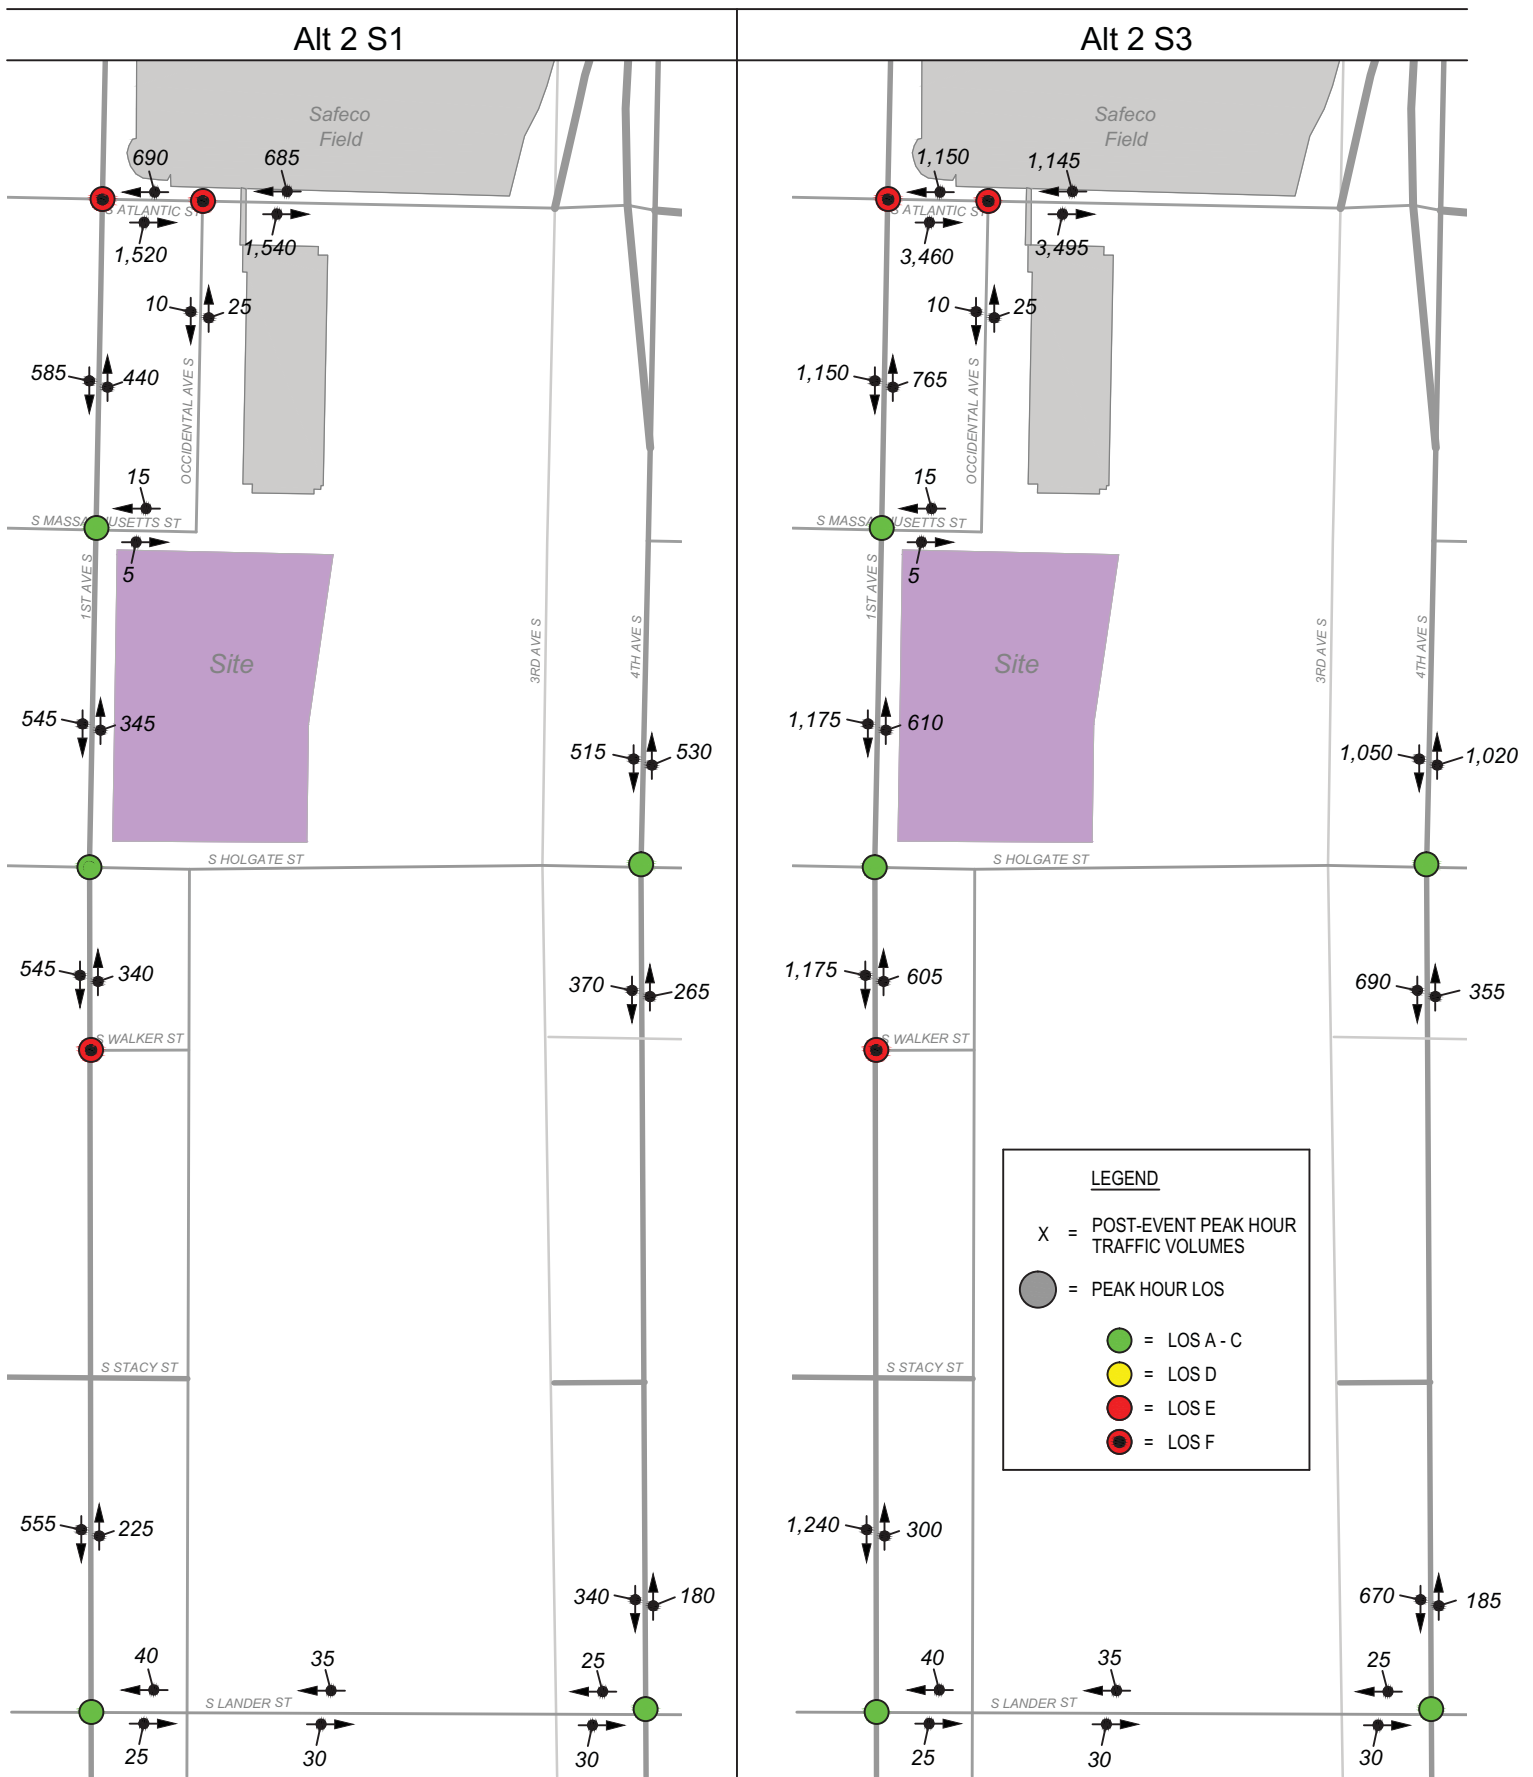 Alt 2 S1
Safeco
Field
690
685
S ATLANTIC ST
1,520
1,540
10
25
585
440
OCCIDENTAL AVE S
15
S MASSACHUSETTS ST
5
1ST AVE S
Site
3RD AVE S
4TH AVE S
545
345
515
530
S HOLGATE ST
545
340
370
265
S WALKER ST
S STACY ST
555
225
340
180
40
35
25
S LANDER ST
25
30
30
Alt 2 S3
Safeco
Field
1,150
1,145
S ATLANTIC ST
3,460
3,495
10
25
1,150
765
OCCIDENTAL AVE S
15
S MASSACHUSETTS ST
5
1ST AVE S
Site
3RD AVE S
4TH AVE S
1,175
610
1,050
1,020
S HOLGATE ST
1,175
605
690
355
S WALKER ST
LEGEND
X = POST-EVENT PEAK HOUR
TRAFFIC VOLUMES
= PEAK HOUR LOS
= LOS A - C
= LOS D
= LOS E
= LOS F
S STACY ST
1,240
300
670
185
40
35
25
S LANDER ST
25
30
30